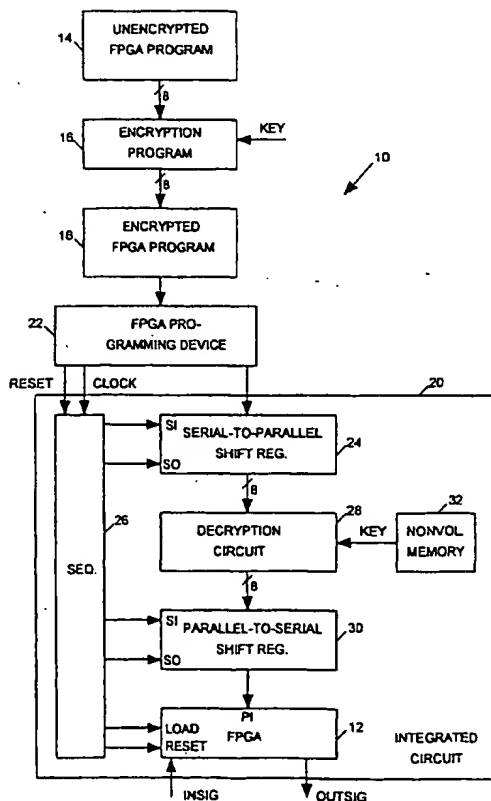 14
UNENCRYPTED
FPGA PROGRAM
8
16
ENCRYPTION
PROGRAM
KEY
10
8
18
ENCRYPTED
FPGA PROGRAM
22
FPGA PRO-
GRAMMING DEVICE
RESET
CLOCK
20
SI
SERIAL-TO-PARALLEL
SHIFT REG.
SO
24
8
26
28
32
DECRYPTION
CIRCUIT
KEY
NONVOL
MEMORY
SEQ.
8
SI
PARALLEL-TO-SERIAL
SHIFT REG.
SO
30
PI
FPGA
LOAD
RESET
12
INTEGRATED
CIRCUIT
INSIG
OUTSIG